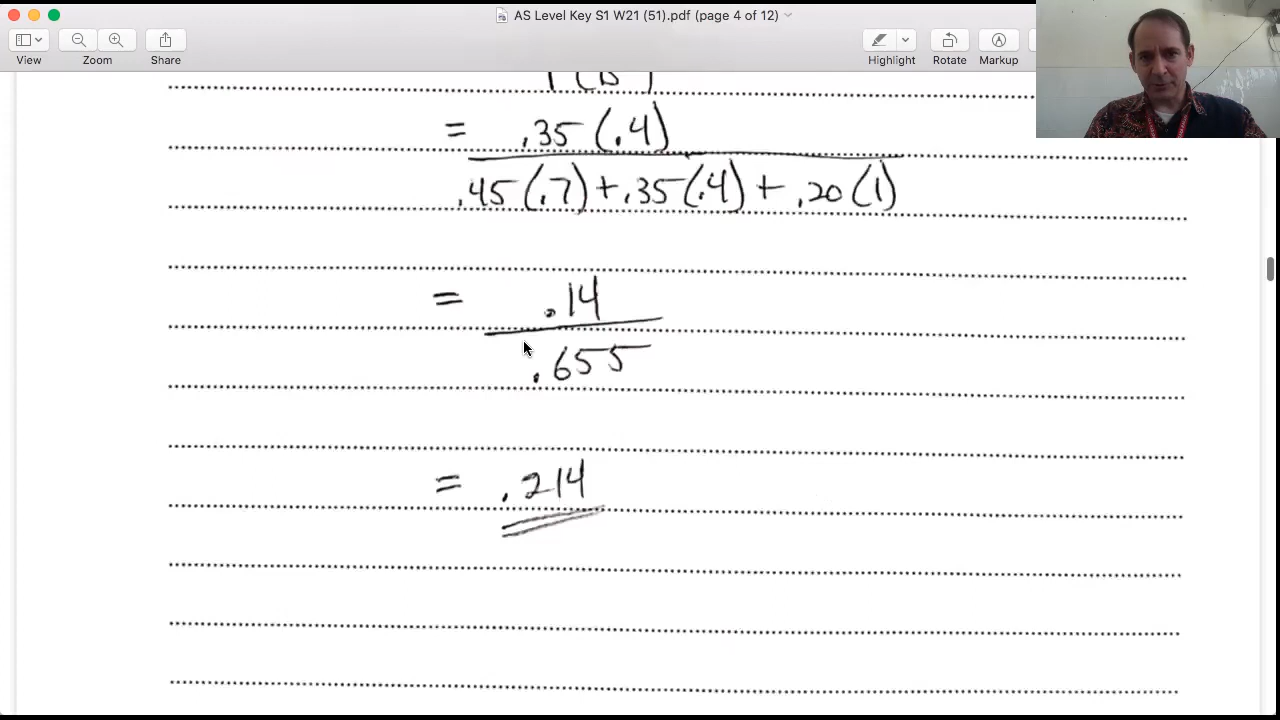 AS Level Key S1 W21 (51).pdf (page 4 of 12)
View Zoom Share Highlight Rotate Markup
= .35 (.4)
.45 (.7) + .35 (.4) + .20 (1)
= .14
.655
= .214